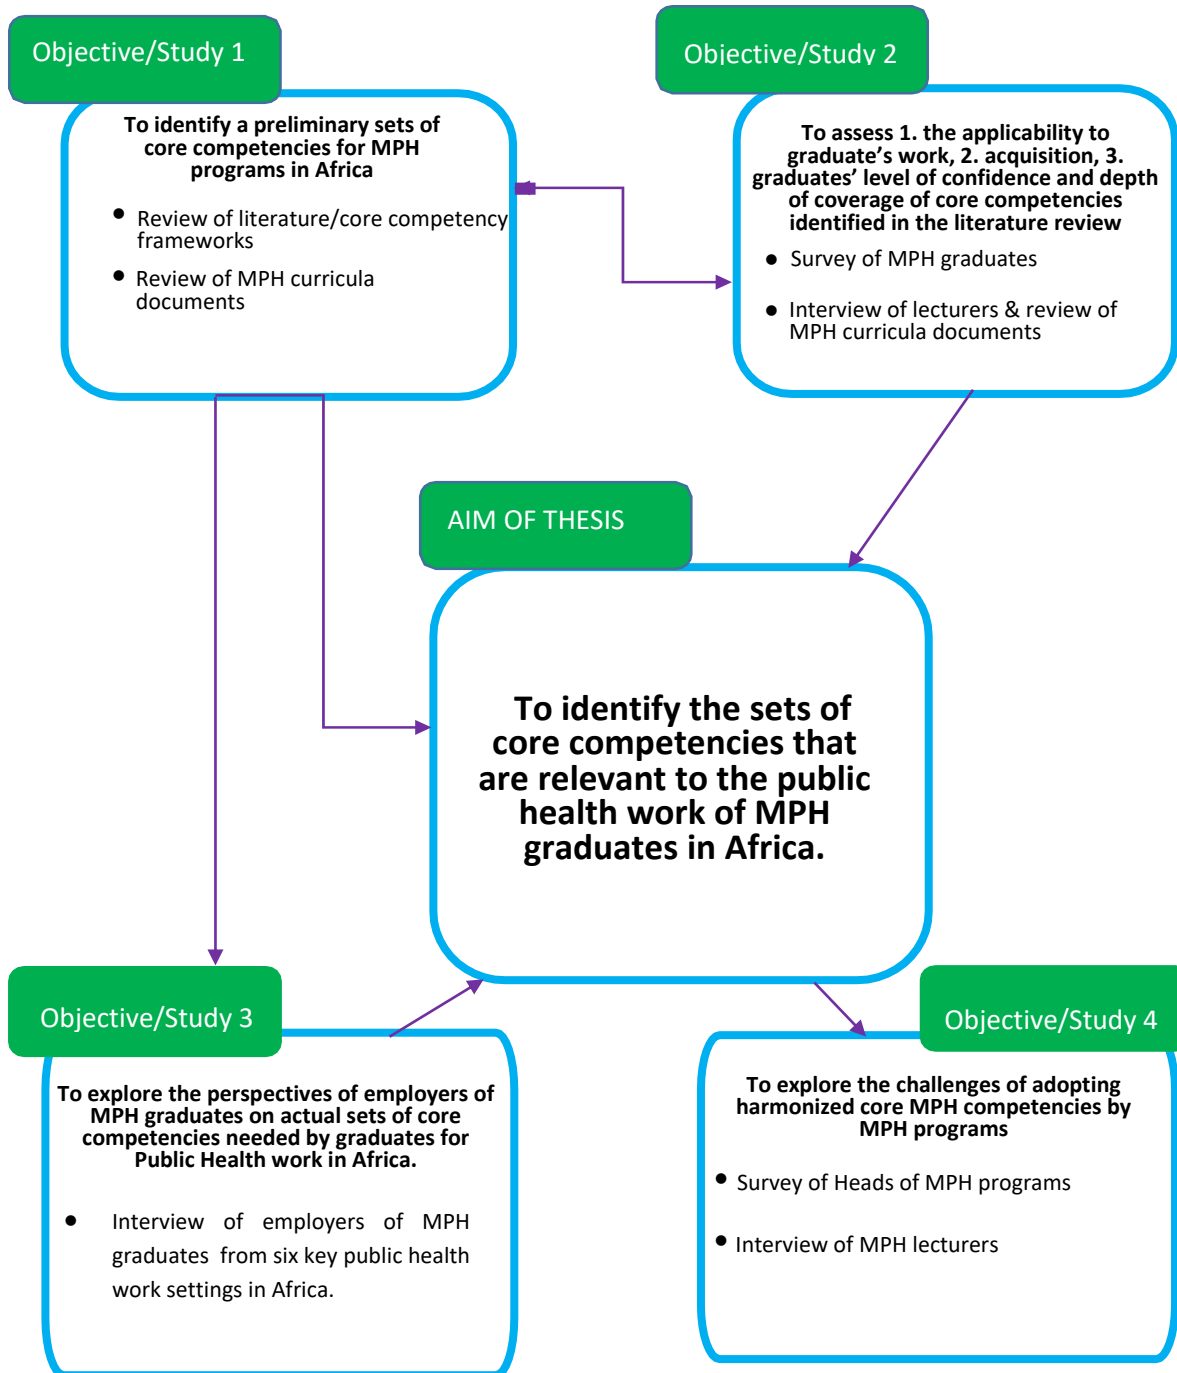 Objective/Study 1
To identify a preliminary sets of
core competencies for MPH
programs in Africa
• Review of literature/core competency
frameworks
• Review of MPH curricula
documents
Objective/Study 2
To assess 1. the applicability to
graduate's work, 2. acquisition, 3.
graduates' level of confidence and depth
of coverage of core competencies
identified in the literature review
• Survey of MPH graduates
• Interview of lecturers & review of
MPH curricula documents
AIM OF THESIS
To identify the sets of
core competencies that
are relevant to the public
health work of MPH
graduates in Africa.
Objective/Study 3
To explore the perspectives of employers of
MPH graduates on actual sets of core
competencies needed by graduates for
Public Health work in Africa.
• Interview of employers of MPH
graduates from six key public health
work settings in Africa.
Objective/Study 4
To explore the challenges of adopting
harmonized core MPH competencies by
MPH programs
• Survey of Heads of MPH programs
• Interview of MPH lecturers